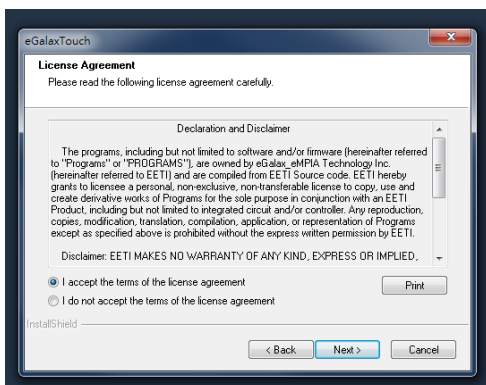 eGalaxTouch
License Agreement
Please read the following license agreement carefully.
Declaration and Disclaimer
The programs, including but not limited to software and/or firmware (hereinafter referred
to "Programs" or "PROGRAMS"), are owned by eGalax_eMPIA Technology Inc.
(hereinafter referred to EETI) and are compiled from EETI Source code. EETI hereby
grants to licensee a personal, non-exclusive, non-transferable license to copy, use and
create derivative works of Programs for the sole purpose in conjunction with an EETI
Product, including but not limited to integrated circuit and/or controller. Any reproduction,
copies, modification, translation, compilation, application, or representation of Programs
except as specified above is prohibited without the express written permission by EETI.
Disclaimer: EETI MAKES NO WARRANTY OF ANY KIND, EXPRESS OR IMPLIED,
I accept the terms of the license agreement
Print
I do not accept the terms of the license agreement
InstallShield
< Back
Next >
Cancel